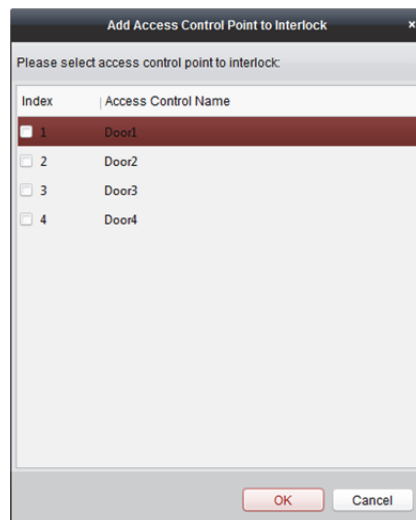 Add Access Control Point to Interlock ×
Please select access control point to interlock:
Index Access Control Name
1 Door1
2 Door2
3 Door3
4 Door4
OK Cancel